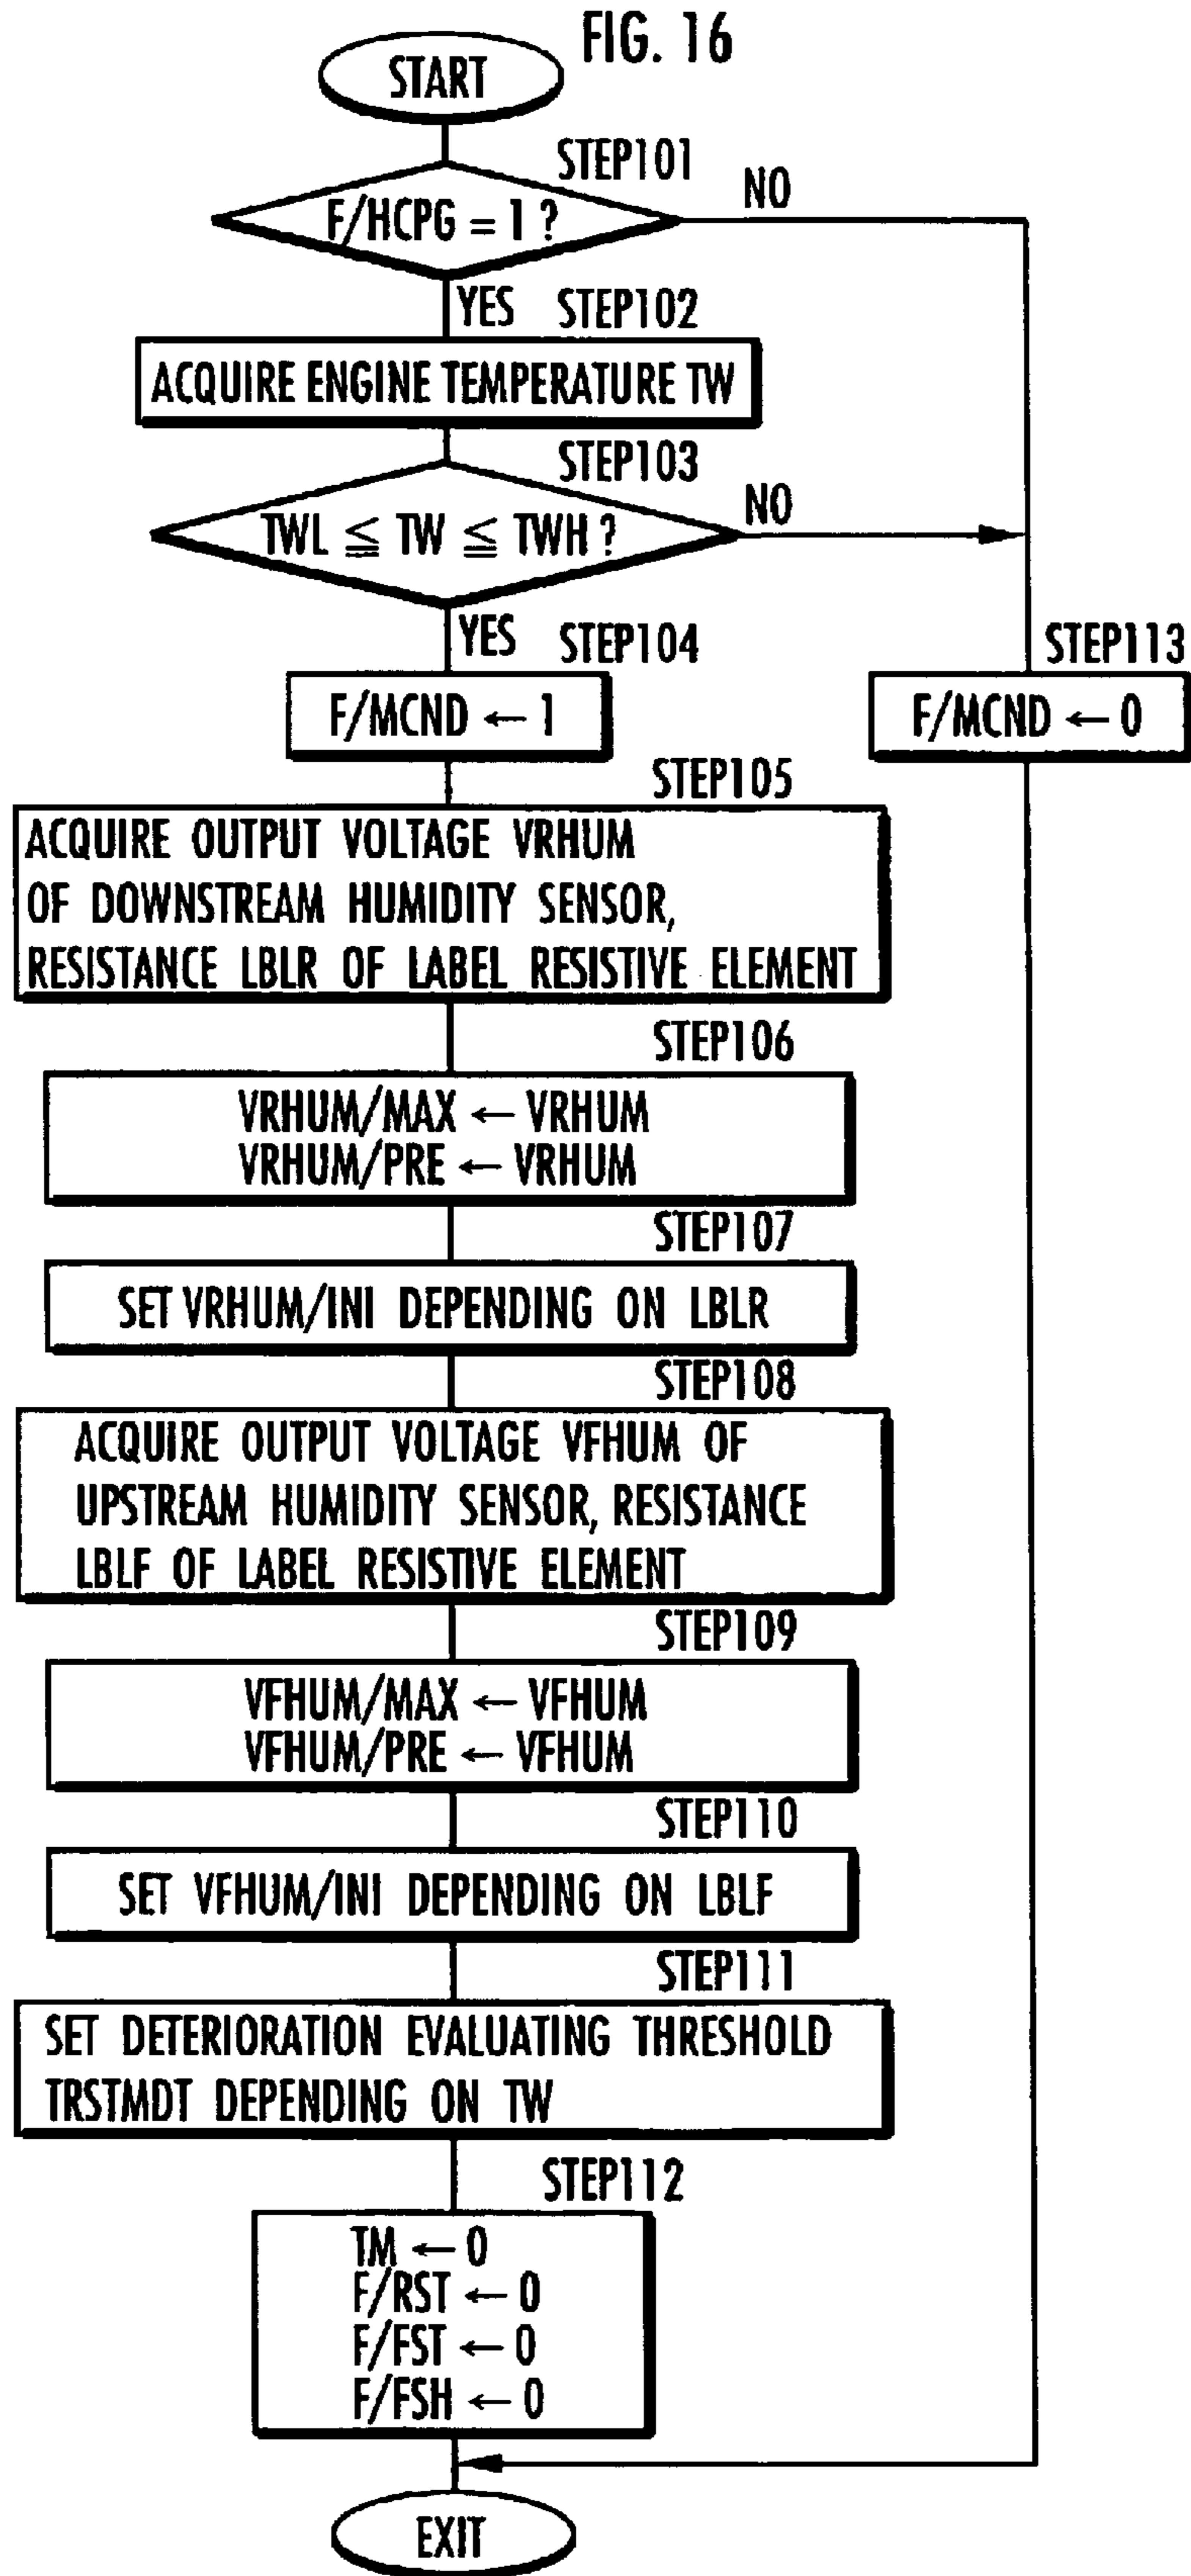 FIG. 16
START
STEP101
F/HCPG = 1 ?
NO
YES
STEP102
ACQUIRE ENGINE TEMPERATURE TW
STEP103
TWL ≦ TW ≦ TWH ?
NO
YES
STEP104
F/MCND ← 1
STEP113
F/MCND ← 0
STEP105
ACQUIRE OUTPUT VOLTAGE VRHUM
OF DOWNSTREAM HUMIDITY SENSOR,
RESISTANCE LBLR OF LABEL RESISTIVE ELEMENT
STEP106
VRHUM/MAX ← VRHUM
VRHUM/PRE ← VRHUM
STEP107
SET VRHUM/INI DEPENDING ON LBLR
STEP108
ACQUIRE OUTPUT VOLTAGE VFHUM OF
UPSTREAM HUMIDITY SENSOR, RESISTANCE
LBLF OF LABEL RESISTIVE ELEMENT
STEP109
VFHUM/MAX ← VFHUM
VFHUM/PRE ← VFHUM
STEP110
SET VFHUM/INI DEPENDING ON LBLF
STEP111
SET DETERIORATION EVALUATING THRESHOLD
TRSTMDT DEPENDING ON TW
STEP112
TM ← 0
F/RST ← 0
F/FST ← 0
F/FSH ← 0
EXIT